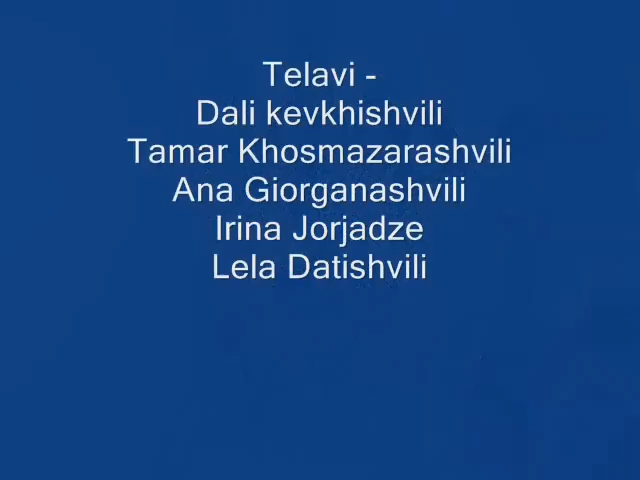 Telavi -
Dali kevkhishvili
Tamar Khosmazarashvili
Ana Giorganashvili
Irina Jorjadze
Lela Datishvili